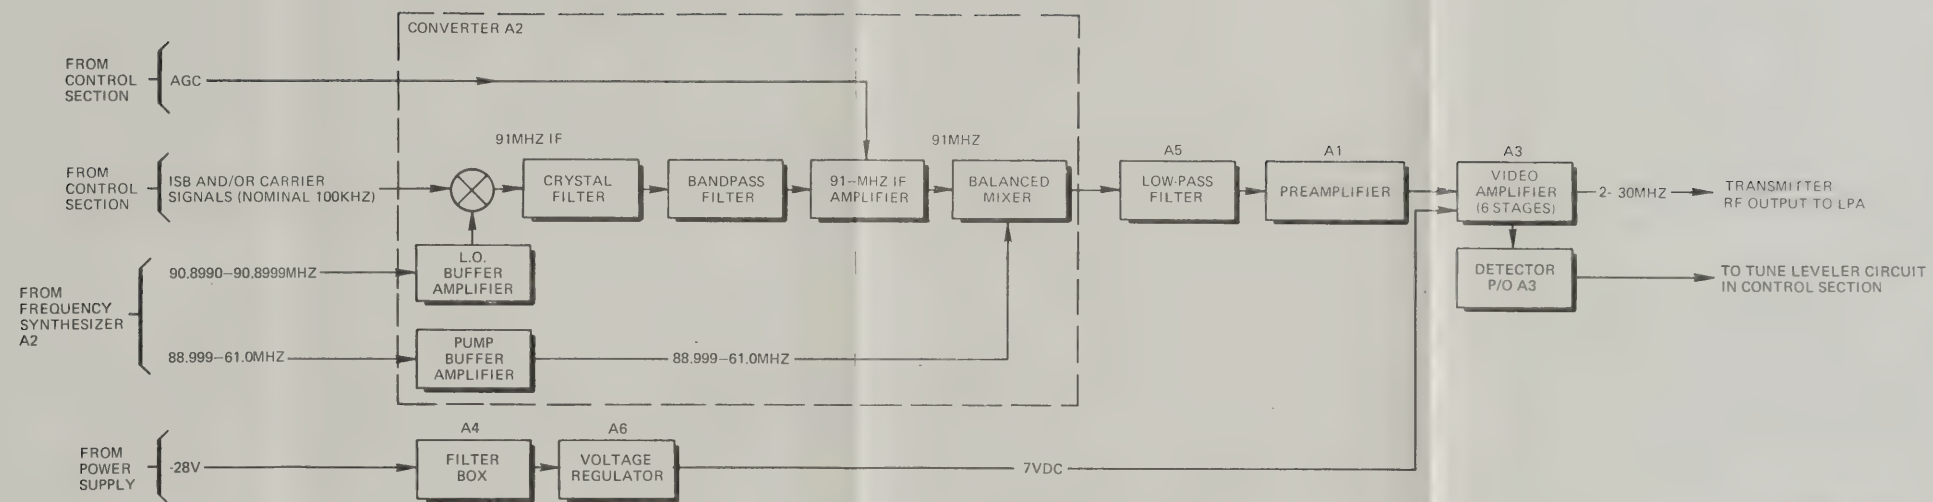 CONVERTER A2
FROM
CONTROL
SECTION
AGC
FROM
CONTROL
SECTION
ISB AND/OR CARRIER
SIGNALS (NOMINAL 100KHZ)
91MHZ IF
CRYSTAL
FILTER
BANDPASS
FILTER
91-MHZ IF
AMPLIFIER
91MHZ
BALANCED
MIXER
A5
LOW-PASS
FILTER
A1
PREAMPLIFIER
A3
VIDEO
AMPLIFIER
(6 STAGES)
2-30MHZ
TRANSMITTER
RF OUTPUT TO LPA
DETECTOR
P/O A3
TO TUNE LEVELER CIRCUIT
IN CONTROL SECTION
FROM
FREQUENCY
SYNTHESIZER
A2
90.8990-90.8999MHZ
L.O.
BUFFER
AMPLIFIER
88.999-61.0MHZ
PUMP
BUFFER
AMPLIFIER
88.999-61.0MHZ
FROM
POWER
SUPPLY
-28V
A4
FILTER
BOX
A6
VOLTAGE
REGULATOR
7VDC